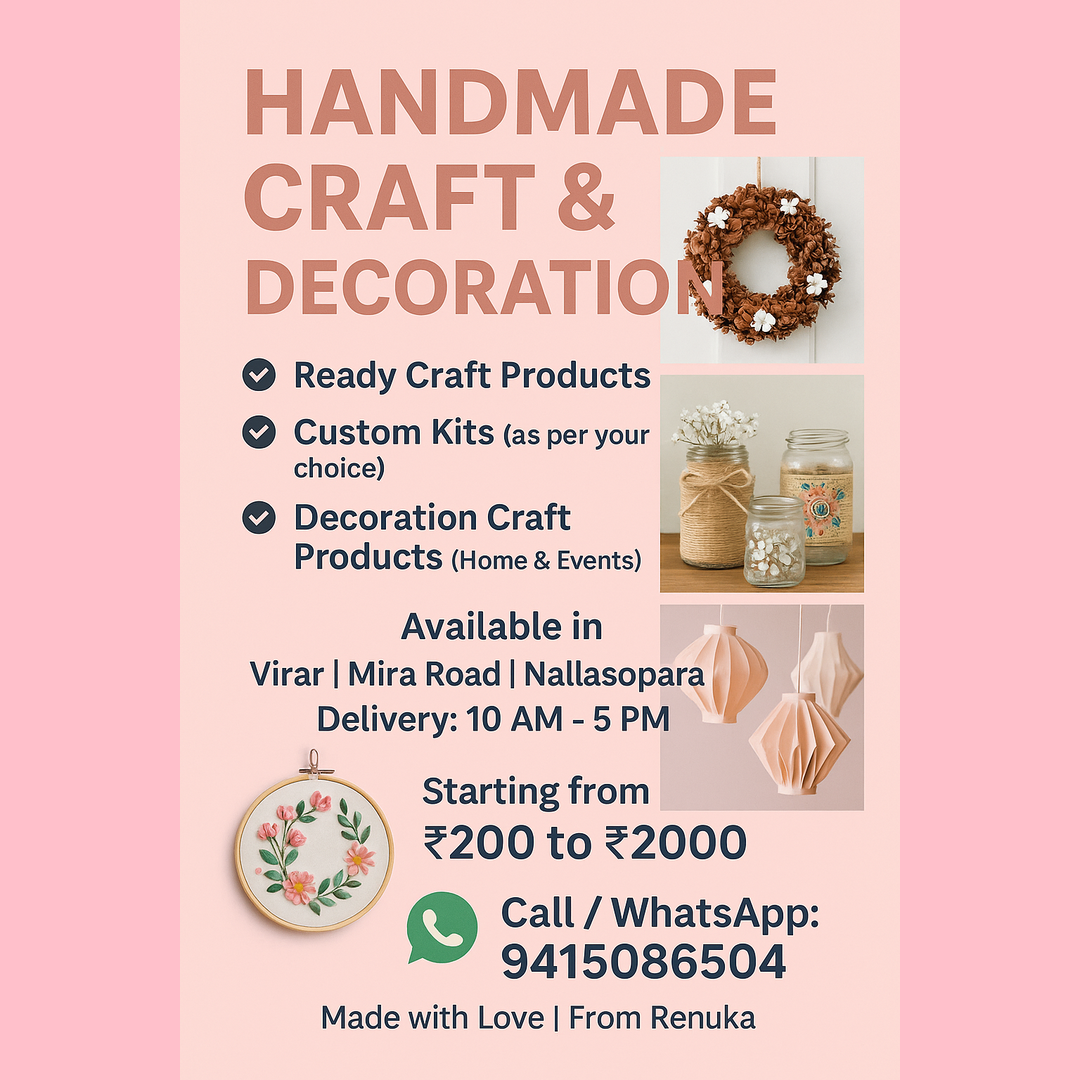 HANDMADE
CRAFT &
DECORATION
Ready Craft Products
Custom Kits (as per your
choice)
Decoration Craft
Products (Home & Events)
Available in
Virar | Mira Road | Nallasopara
Delivery: 10 AM - 5 PM
Starting from
₹200 to ₹2000
Call / WhatsApp:
9415086504
Made with Love | From Renuka